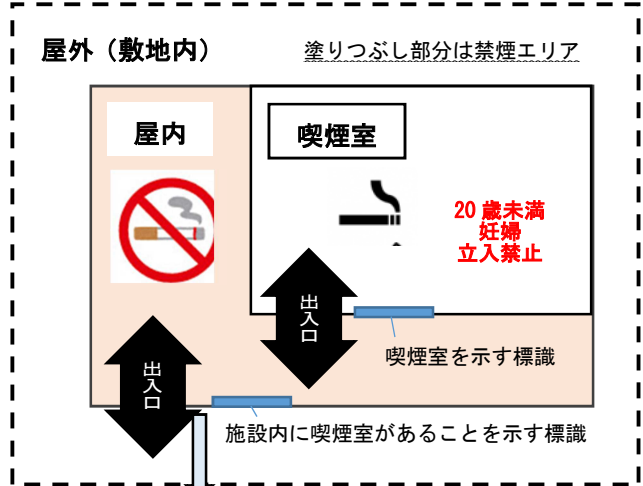 屋外（敷地内）
塗りつぶし部分は禁煙エリア
屋内
喫煙室
20歳未満
妊婦
立入禁止
出入口
喫煙室を示す標識
出入口
施設内に喫煙室があることを示す標識